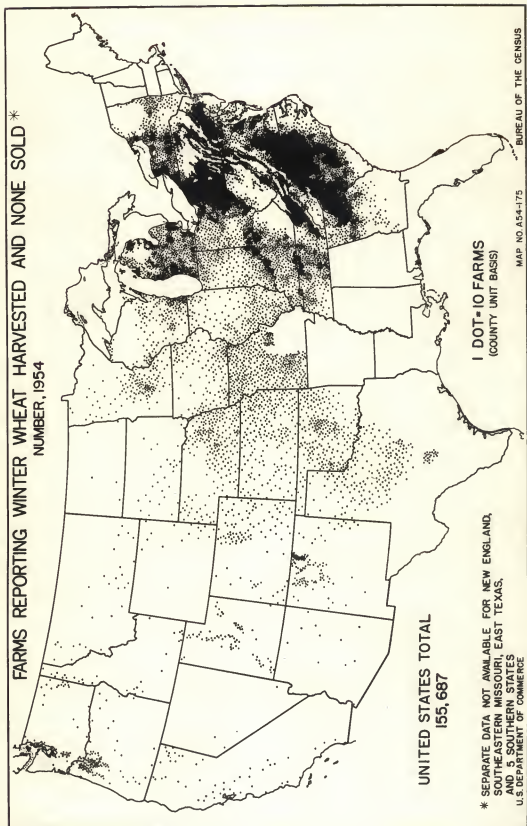 FARMS REPORTING WINTER WHEAT HARVESTED AND NONE SOLD *
NUMBER, 1954
UNITED STATES TOTAL
155,687
1 DOT=10 FARMS
(COUNTY UNIT BASIS)
* SEPARATE DATA NOT AVAILABLE FOR NEW ENGLAND,
SOUTHEASTERN MISSOURI, EAST TEXAS,
AND 5 SOUTHERN STATES
U.S. DEPARTMENT OF COMMERCE
MAP NO. A54-175
BUREAU OF THE CENSUS